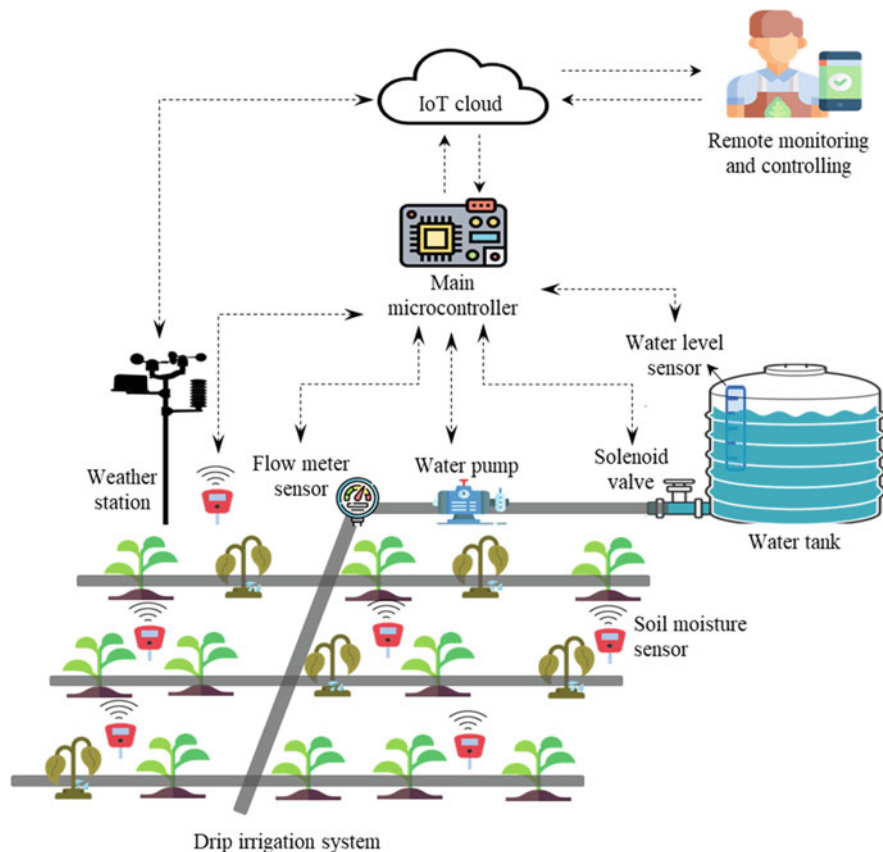 IoT cloud
Remote monitoring
and controlling
Main
microcontroller
Water level
sensor
Weather
station
Flow meter
sensor
Water pump
Solenoid
valve
Water tank
Soil moisture
sensor
Drip irrigation system